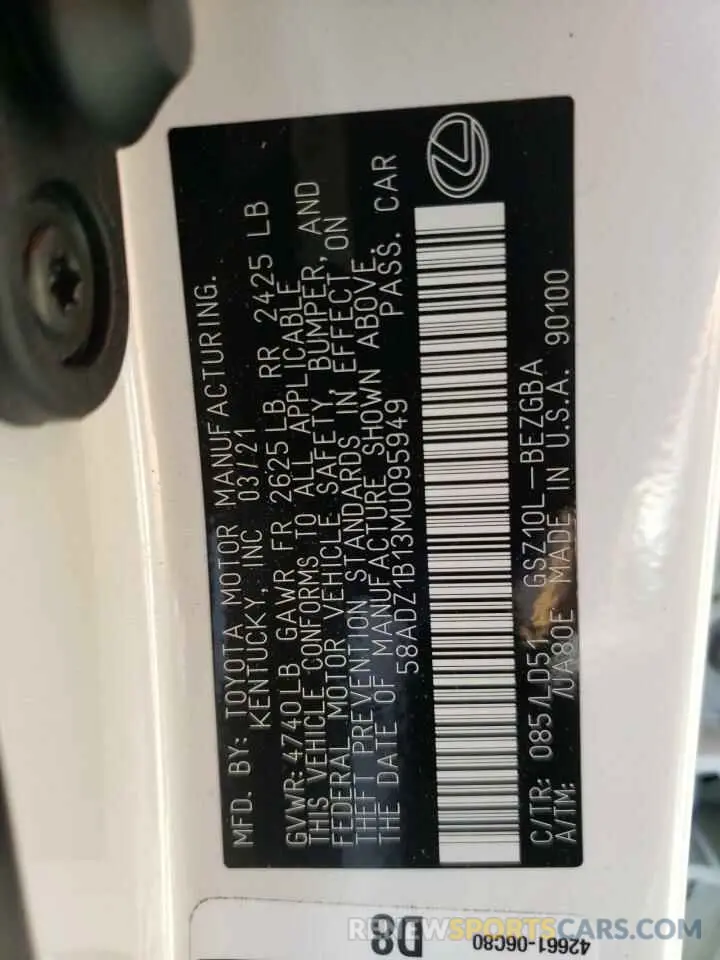 MFD. BY: TOYOTA MOTOR MANUFACTURING.
KENTUCKY, INC 03/21
GVWR: 4740LB GAWR FR 2625 LB RR 2425 LB
THIS VEHICLE CONFORMS TO ALL APPLICABLE
FEDERAL MOTOR VEHICLE SAFETY, BUMPER, AND
THEFT PREVENTION STANDARDS IN EFFECT ON
THE DATE OF MANUFACTURE SHOWN ABOVE.
58ADZ1B13MU095949 PASS. CAR
C/TR: 085/LD51 GSZ10L-BEZGBA
A/TM: /UA80E MADE IN U.S.A. 90100
D8
42661-06C80
RENEWSPORTSCAR.COM